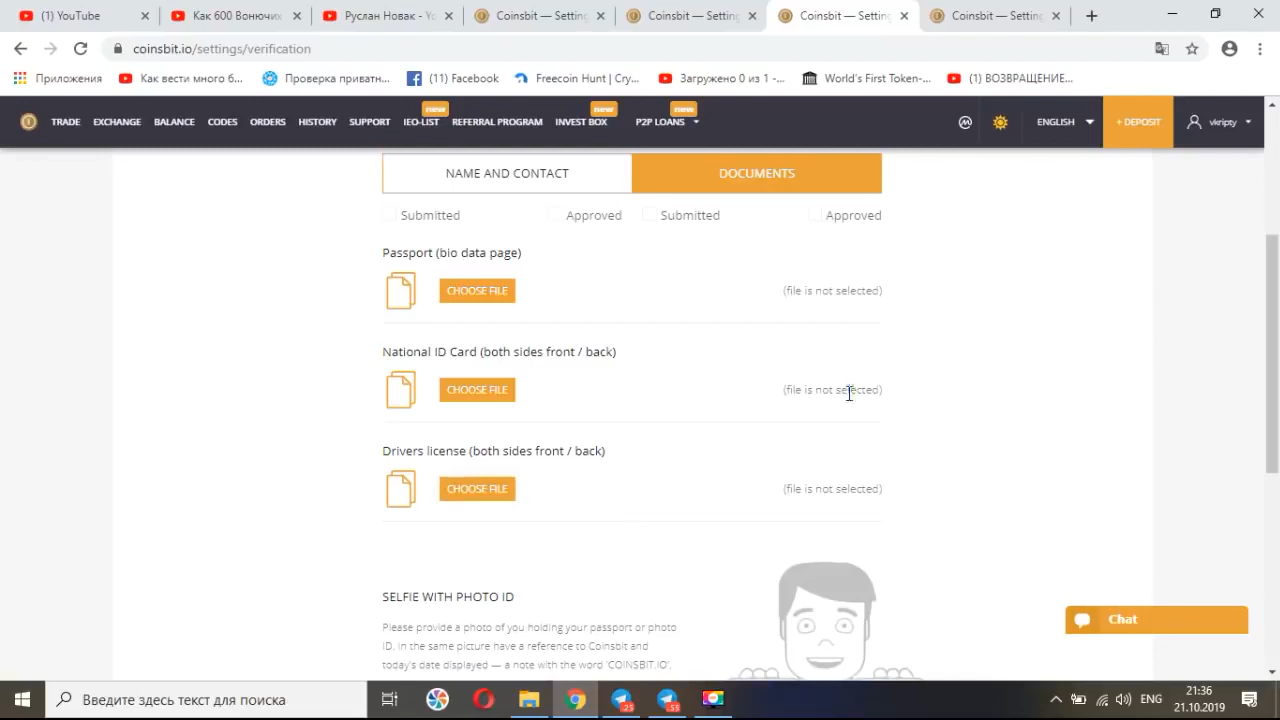 (1) YouTube
Как 600 Вонючих
Руслан Новак - Yo
Coinsbit — Setting
Coinsbit — Setting
Coinsbit — Setting
Coinsbit — Setting
coinsbit.io/settings/verification
Приложения
Как вести много б...
Проверка приватн...
(11) Facebook
Freecoin Hunt | Cry...
Загружено 0 из 1 -...
World's First Token-...
(1) ВОЗВРАЩЕНИЕ...
new
new
new
TRADE
EXCHANGE
BALANCE
CODES
ORDERS
HISTORY
SUPPORT
IEO-LIST
REFERRAL PROGRAM
INVEST BOX
P2P LOANS
ENGLISH
+ DEPOSIT
vkripty
NAME AND CONTACT
DOCUMENTS
Submitted
Approved
Submitted
Approved
Passport (bio data page)
CHOOSE FILE
(file is not selected)
National ID Card (both sides front / back)
CHOOSE FILE
(file is not selected)
Drivers license (both sides front / back)
CHOOSE FILE
(file is not selected)
SELFIE WITH PHOTO ID
Please provide a photo of you holding your passport or photo
ID. In the same picture have a reference to Coinsbit and
today's date displayed — a note with the word 'COINSBIT.IO',
Chat
Введите здесь текст для поиска
23
53
ENG
21:36
21.10.2019